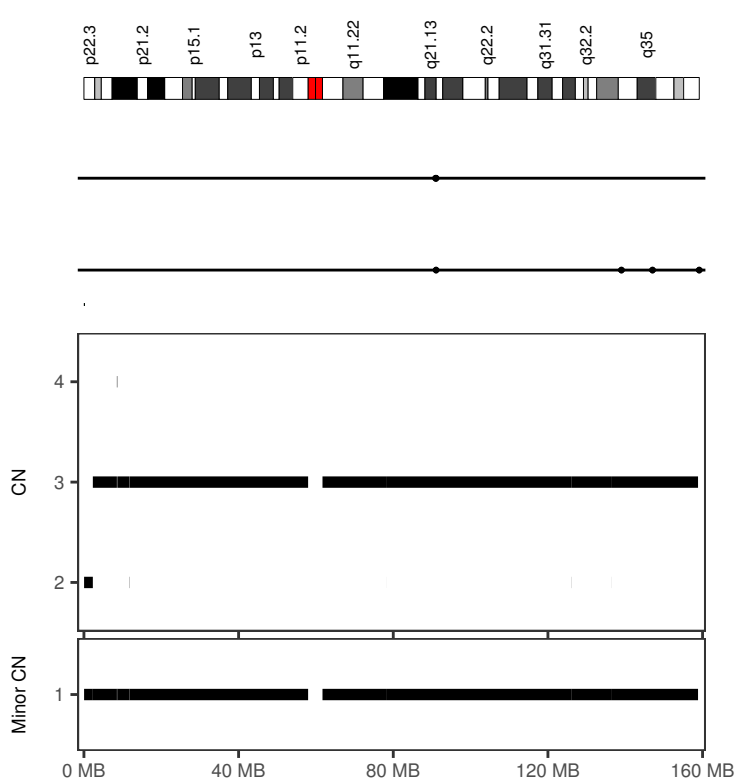 p22.3 p21.2 p15.1 p13 p11.2 q11.22 q21.13 q22.2 q31.31 q32.2 q35
4
3
2
CN
1
Minor CN
0 MB 40 MB 80 MB 120 MB 160 MB